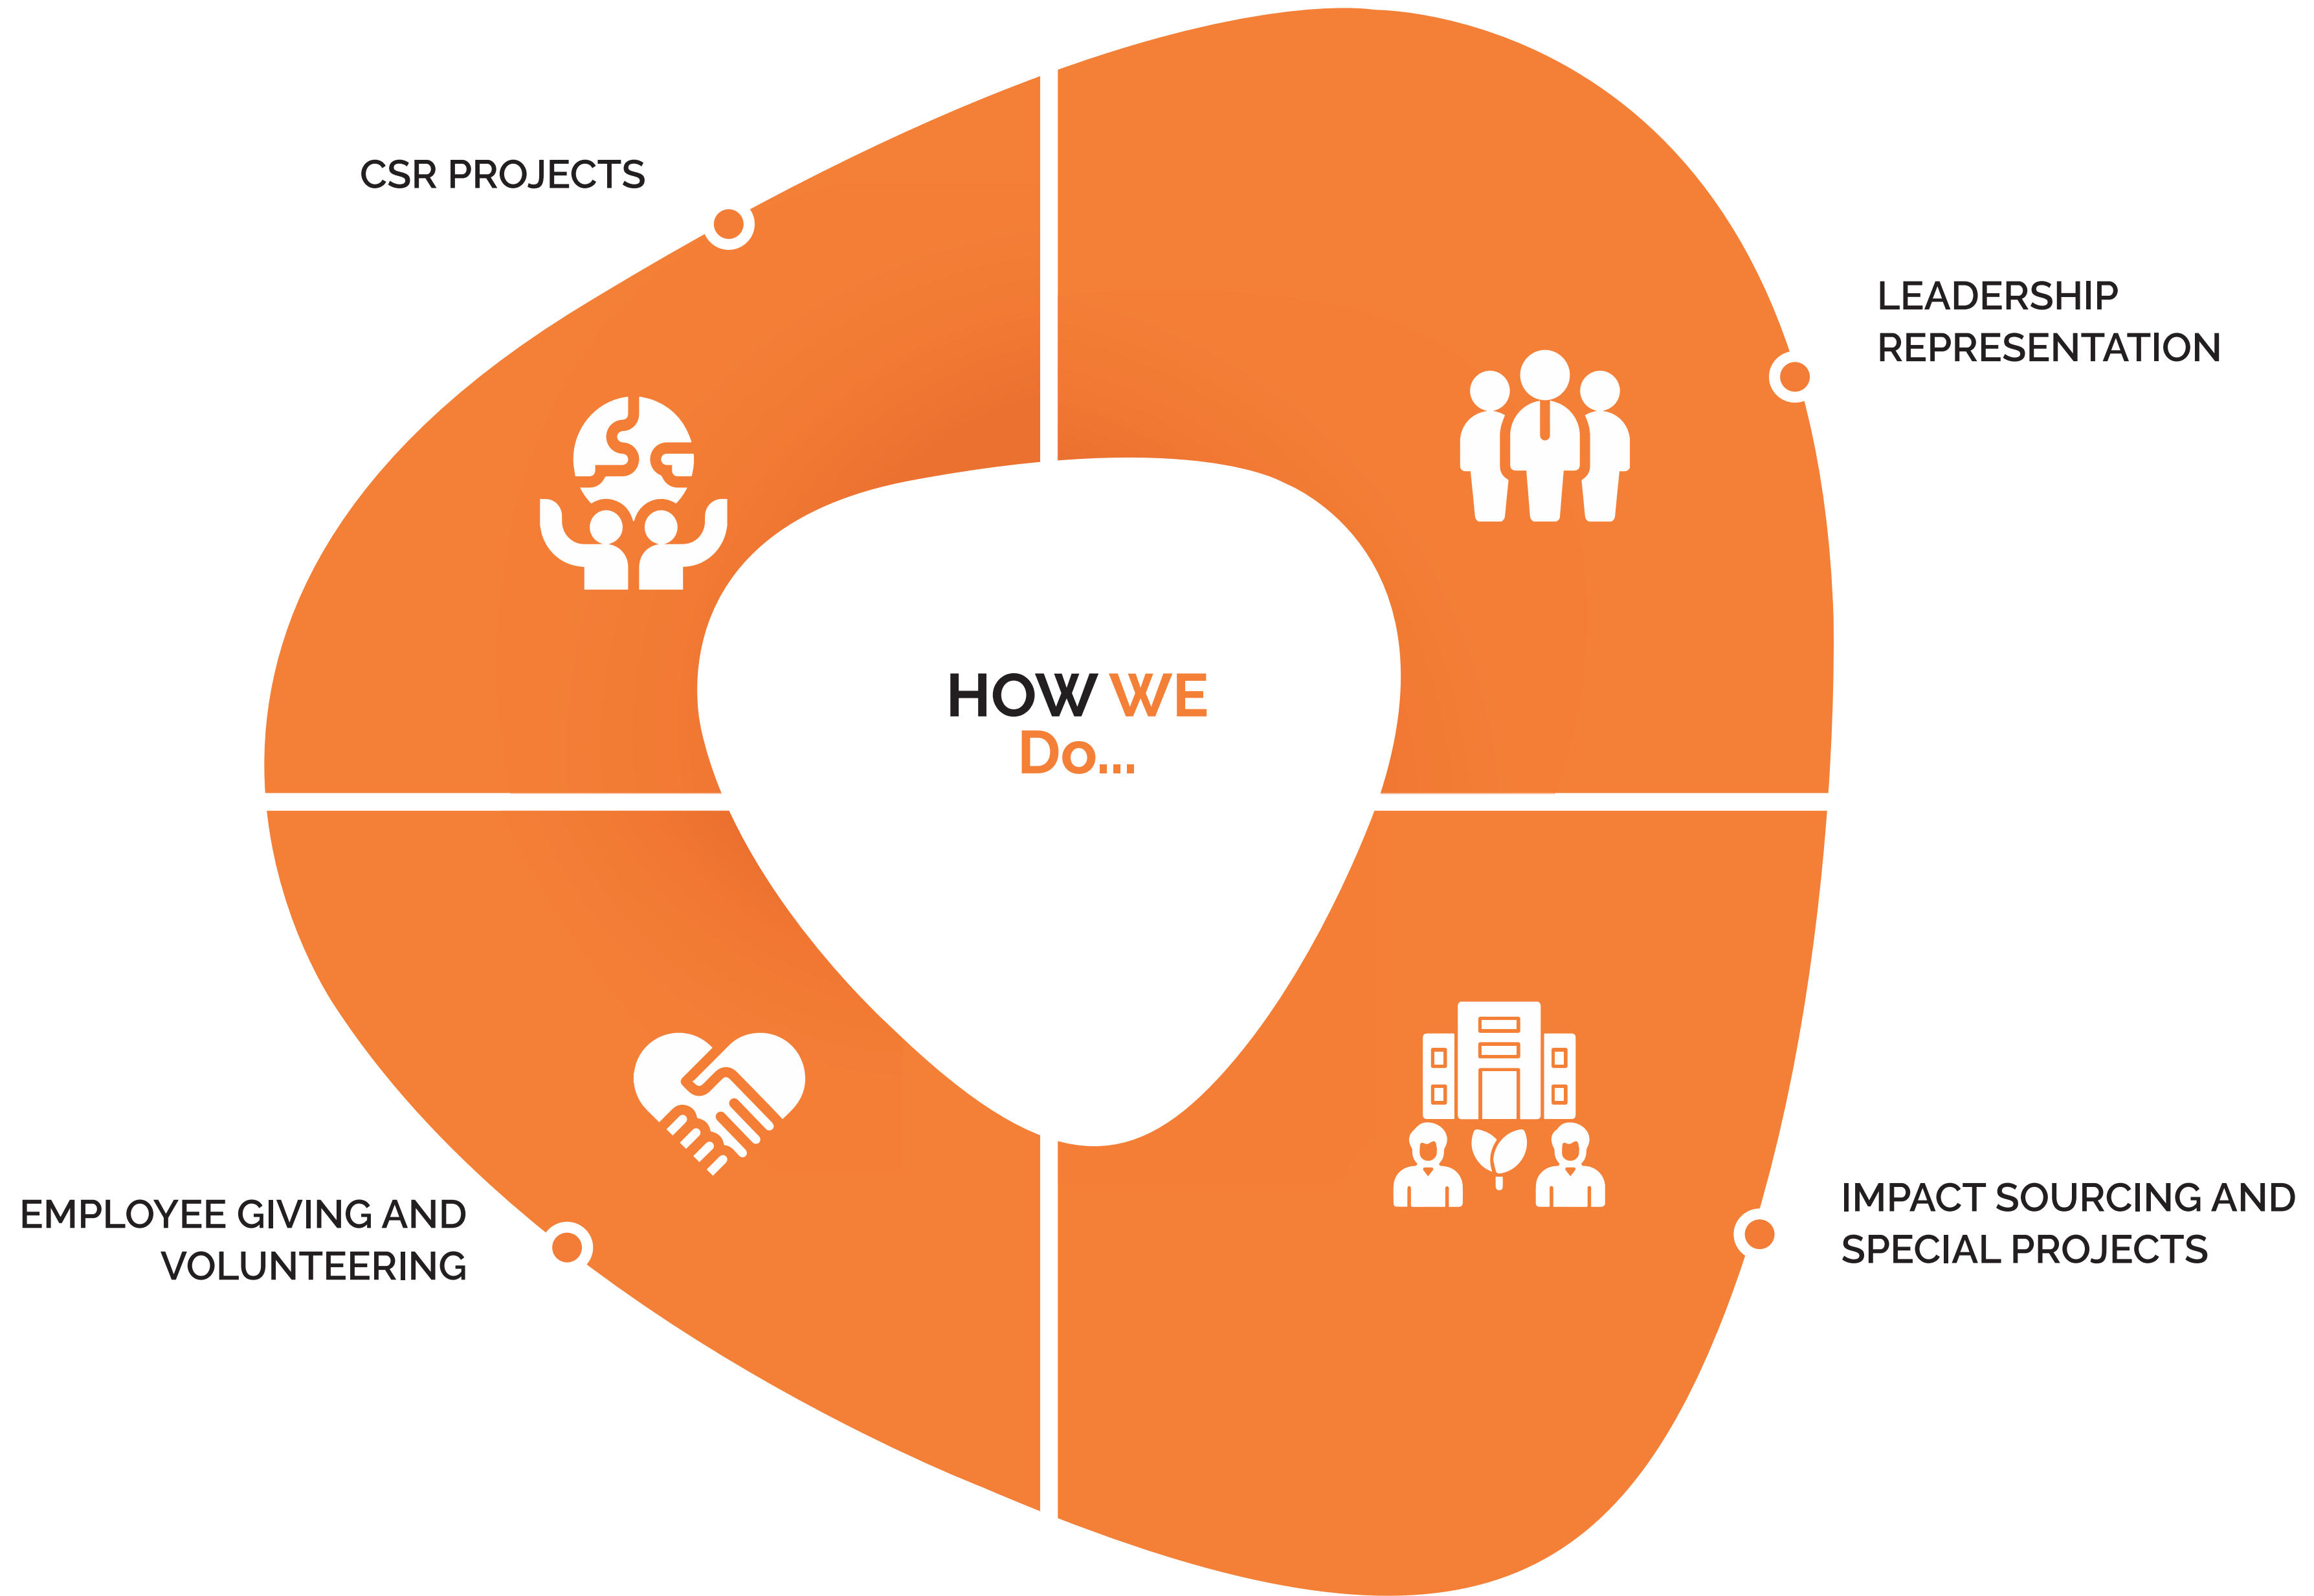 CSR PROJECTS
LEADERSHIP
REPRESENTATION
HOW WE
Do...
EMPLOYEE GIVING AND
VOLUNTEERING
IMPACT SOURCING AND
SPECIAL PROJECTS